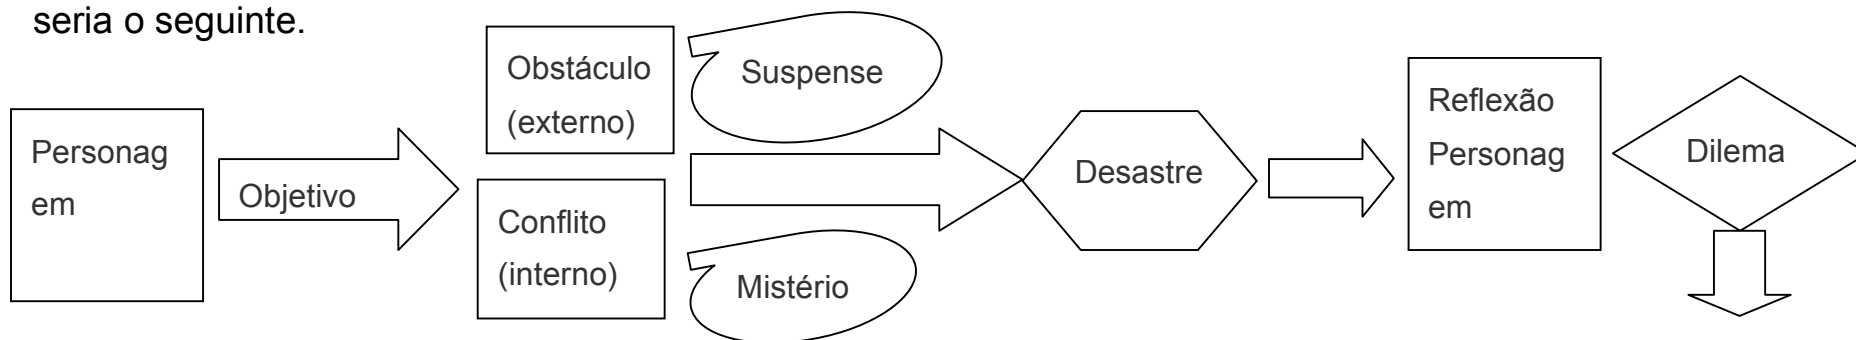 seria o seguinte.
Personag
em
Objetivo
Obstáculo
(externo)
Conflito
(interno)
Suspense
Mistério
Desastre
Reflexão
Personag
em
Dilema